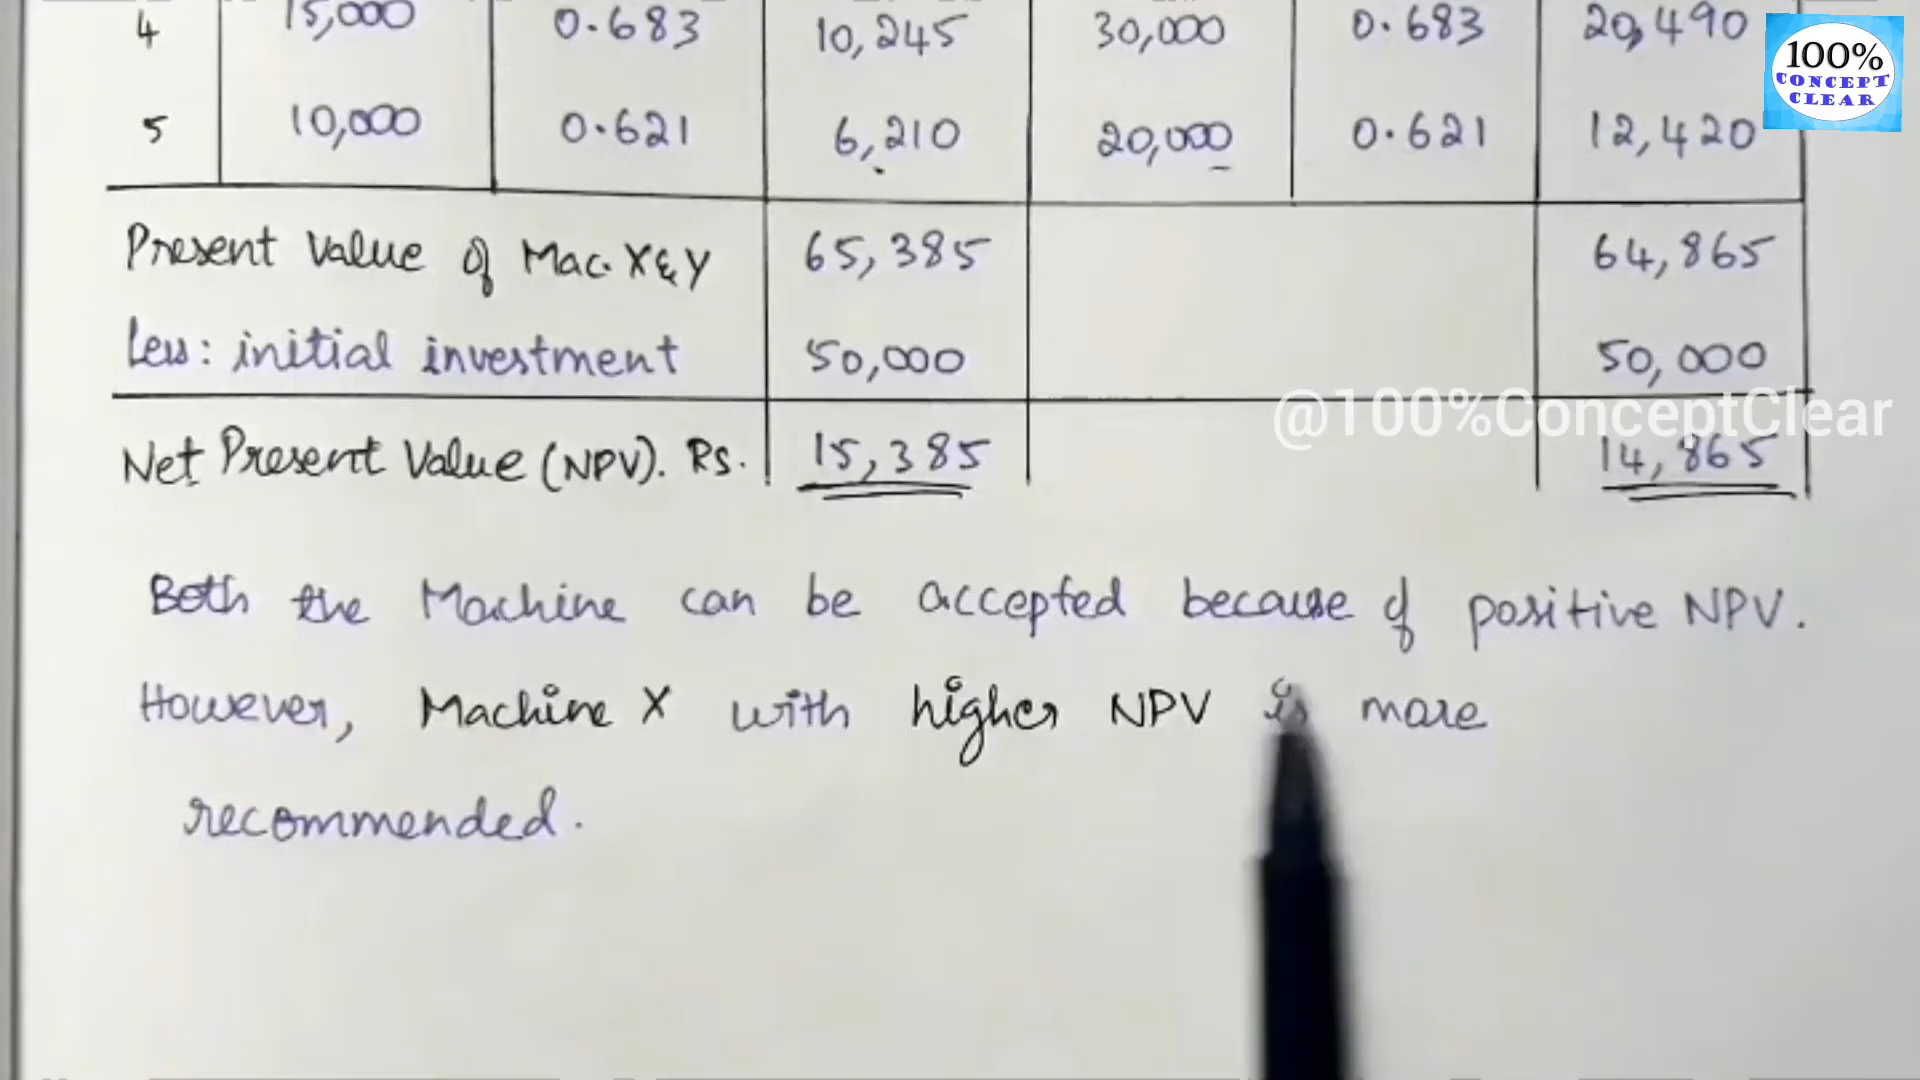 4 15,000 0.683 10,245 30,000 0.683 20,490
5 10,000 0.621 6,210 20,000 0.621 12,420
Present Value of Mac. X & Y 65,385 64,865
Less: initial investment 50,000 50,000
Net Present Value (NPV). Rs. 15,385 14,865
Both the Machine can be accepted because of positive NPV.
However, Machine X with higher NPV is more
recommended.
100%
CONCEPT
CLEAR
@100%ConceptClear